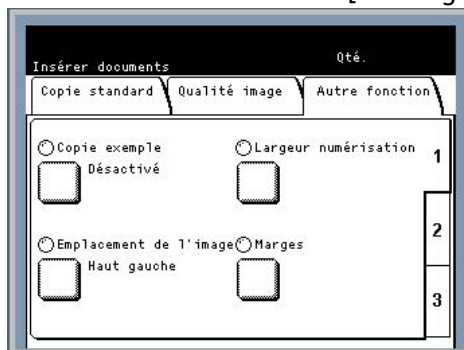 Qté.
Insérer documents
Copie standard Qualité image Autre fonction
Copie exemple Largeur numérisation 1
Désactivé
2
Emplacement de l'image Marges
Haut gauche
3